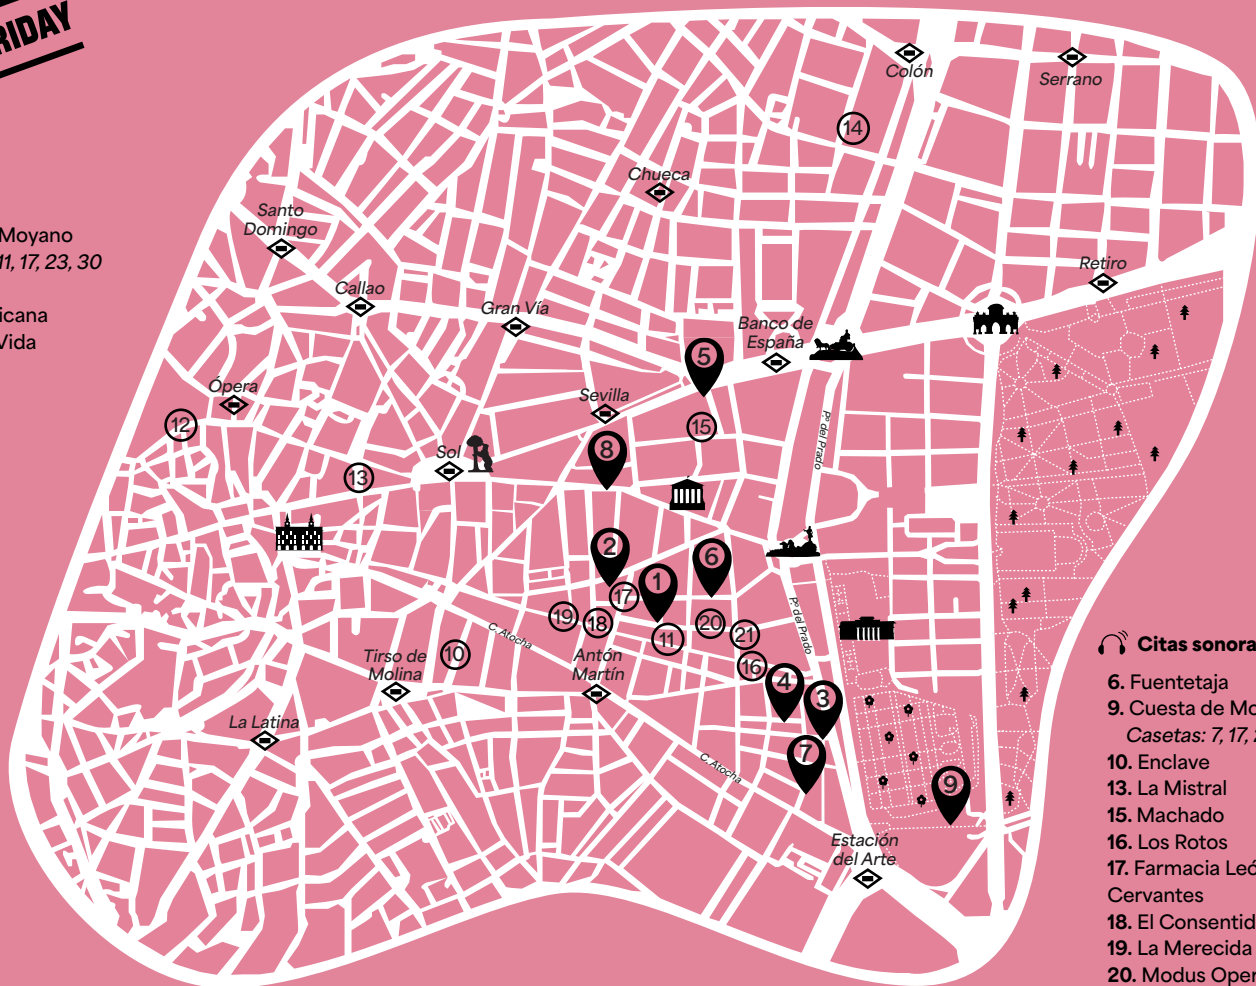 RIDAY
Moyano
11, 17, 23, 30
icana
Vida
Colón
Serrano
14
Chueca
Santo
Domingo
Retiro
Callao
Gran Vía
Banco de
España
5
Ópera
Sevilla
12
15
Pº del Prado
8
Sol
13
2
6
1
17
19
18
20
21
11
C. Atocha
Pº del Prado
10
Tirso de
Molina
Antón
Martín
16
4
3
La Latina
7
C. Atocha
9
Estación
del Arte
Citas sonora
6. Fuentetaja
9. Cuesta de Mo
Casetas: 7, 17, 2
10. Enclave
13. La Mistral
15. Machado
16. Los Rotos
17. Farmacia Leó
Cervantes
18. El Consentid
19. La Merecida
20. Modus Oper